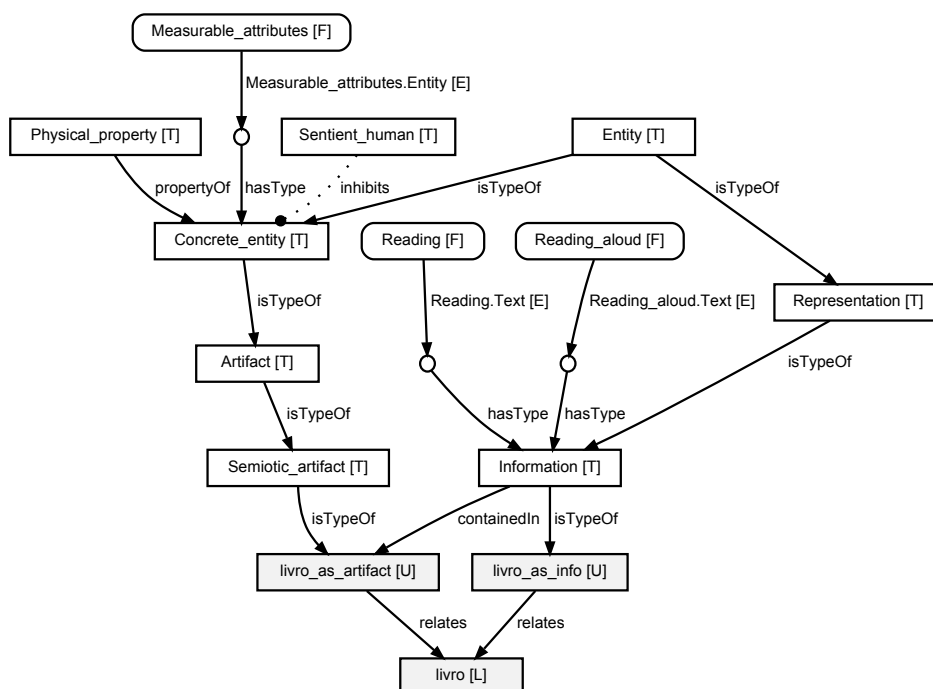 Measurable_attributes [F]
Measurable_attributes.Entity [E]
Physical_property [T]
Sentient_human [T]
Entity [T]
propertyOf
hasType
inhibits
isTypeOf
isTypeOf
Concrete_entity [T]
Reading [F]
Reading_aloud [F]
isTypeOf
Reading.Text [E]
Reading_aloud.Text [E]
Representation [T]
Artifact [T]
isTypeOf
isTypeOf
hasType
hasType
Semiotic_artifact [T]
Information [T]
isTypeOf
containedIn
isTypeOf
livro_as_artifact [U]
livro_as_info [U]
relates
relates
livro [L]